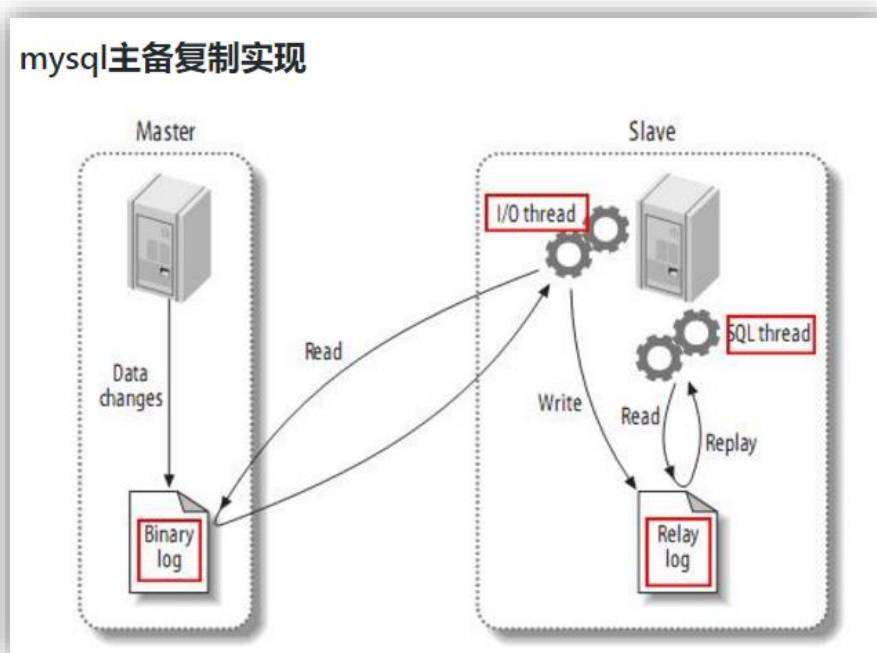 mysql主备复制实现
Master
Slave
I/O thread
SQL thread
Read
Data
changes
Write
Read
Replay
Binary
log
Relay
log